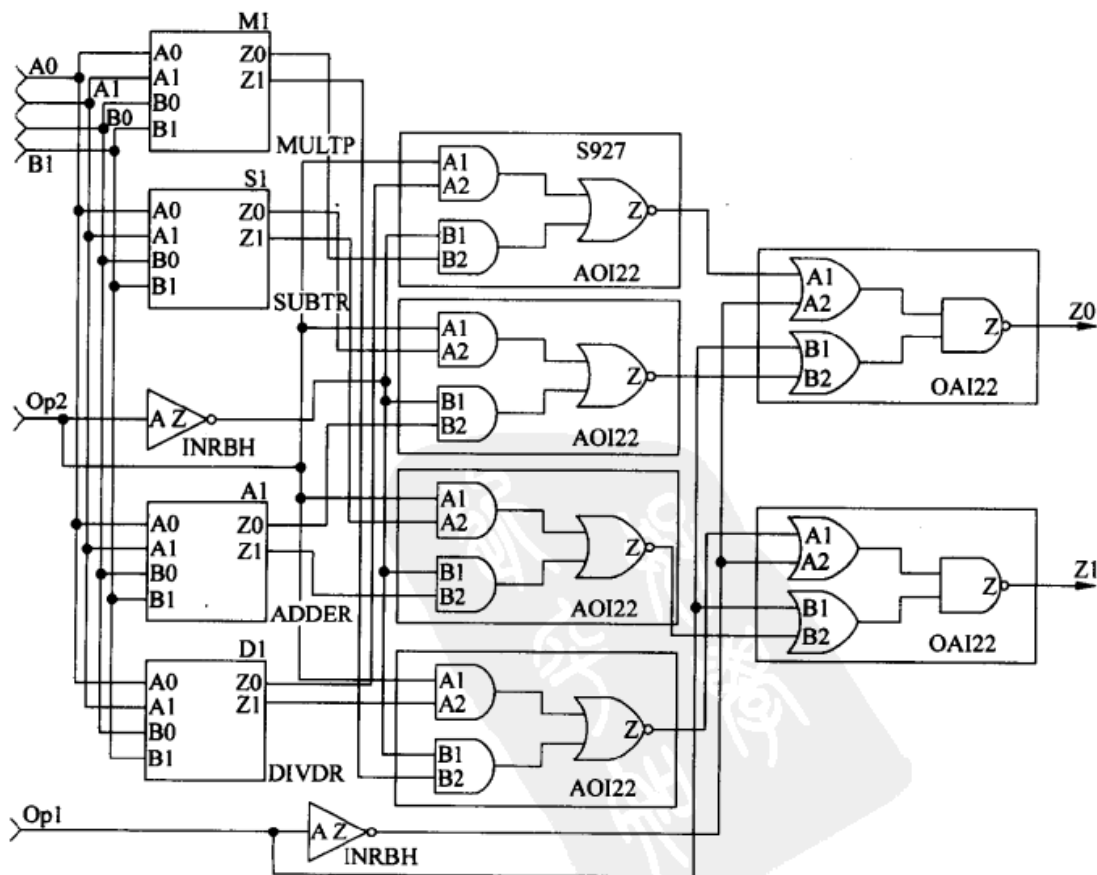 M1
A0 A0 Z0
A1 A1 Z1
B0 B0
B1 B1
MULTP
S1
A0 Z0
A1 Z1
B0
B1
SUBTR
Op2
A Z
INRBH
A1
A0 Z0
A1 Z1
B0
B1
ADDER
D1
A0 Z0
A1 Z1
B0
B1
DIVDR
Op1
A Z
INRBH
S927
A1
A2
Z
B1
B2
AOI22
A1
A2
Z
B1
B2
AOI22
A1
A2
Z
B1
B2
AOI22
A1
A2
Z
B1
B2
AOI22
A1
A2
Z
Z0
B1
B2
OAI22
A1
A2
Z
Z1
B1
B2
OAI22